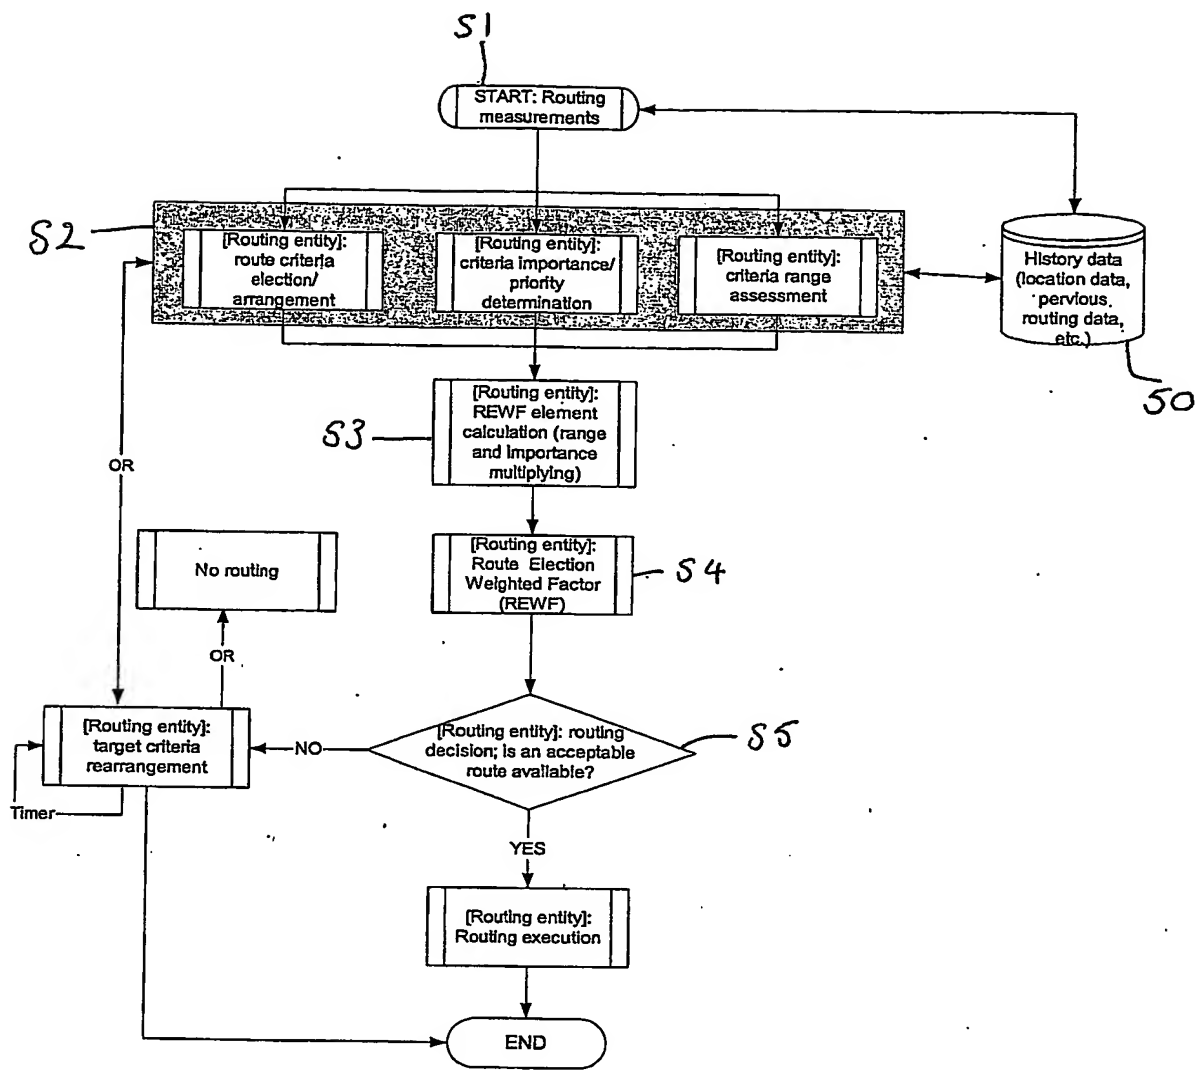 S1
START: Routing
measurements
S2
[Routing entity]:
route criteria
election/
arrangement
[Routing entity]:
criteria importance/
priority
determination
[Routing entity]:
criteria range
assessment
History data
(location data,
pervious
routing data,
etc.)
50
[Routing entity]:
REWF element
calculation (range
and importance
multiplying)
S3
OR
[Routing entity]:
Route Election
Weighted Factor
(REWF)
S4
No routing
OR
[Routing entity]:
target criteria
rearrangement
Timer
NO
[Routing entity]: routing
decision; is an acceptable
route available?
S5
YES
[Routing entity]:
Routing execution
END